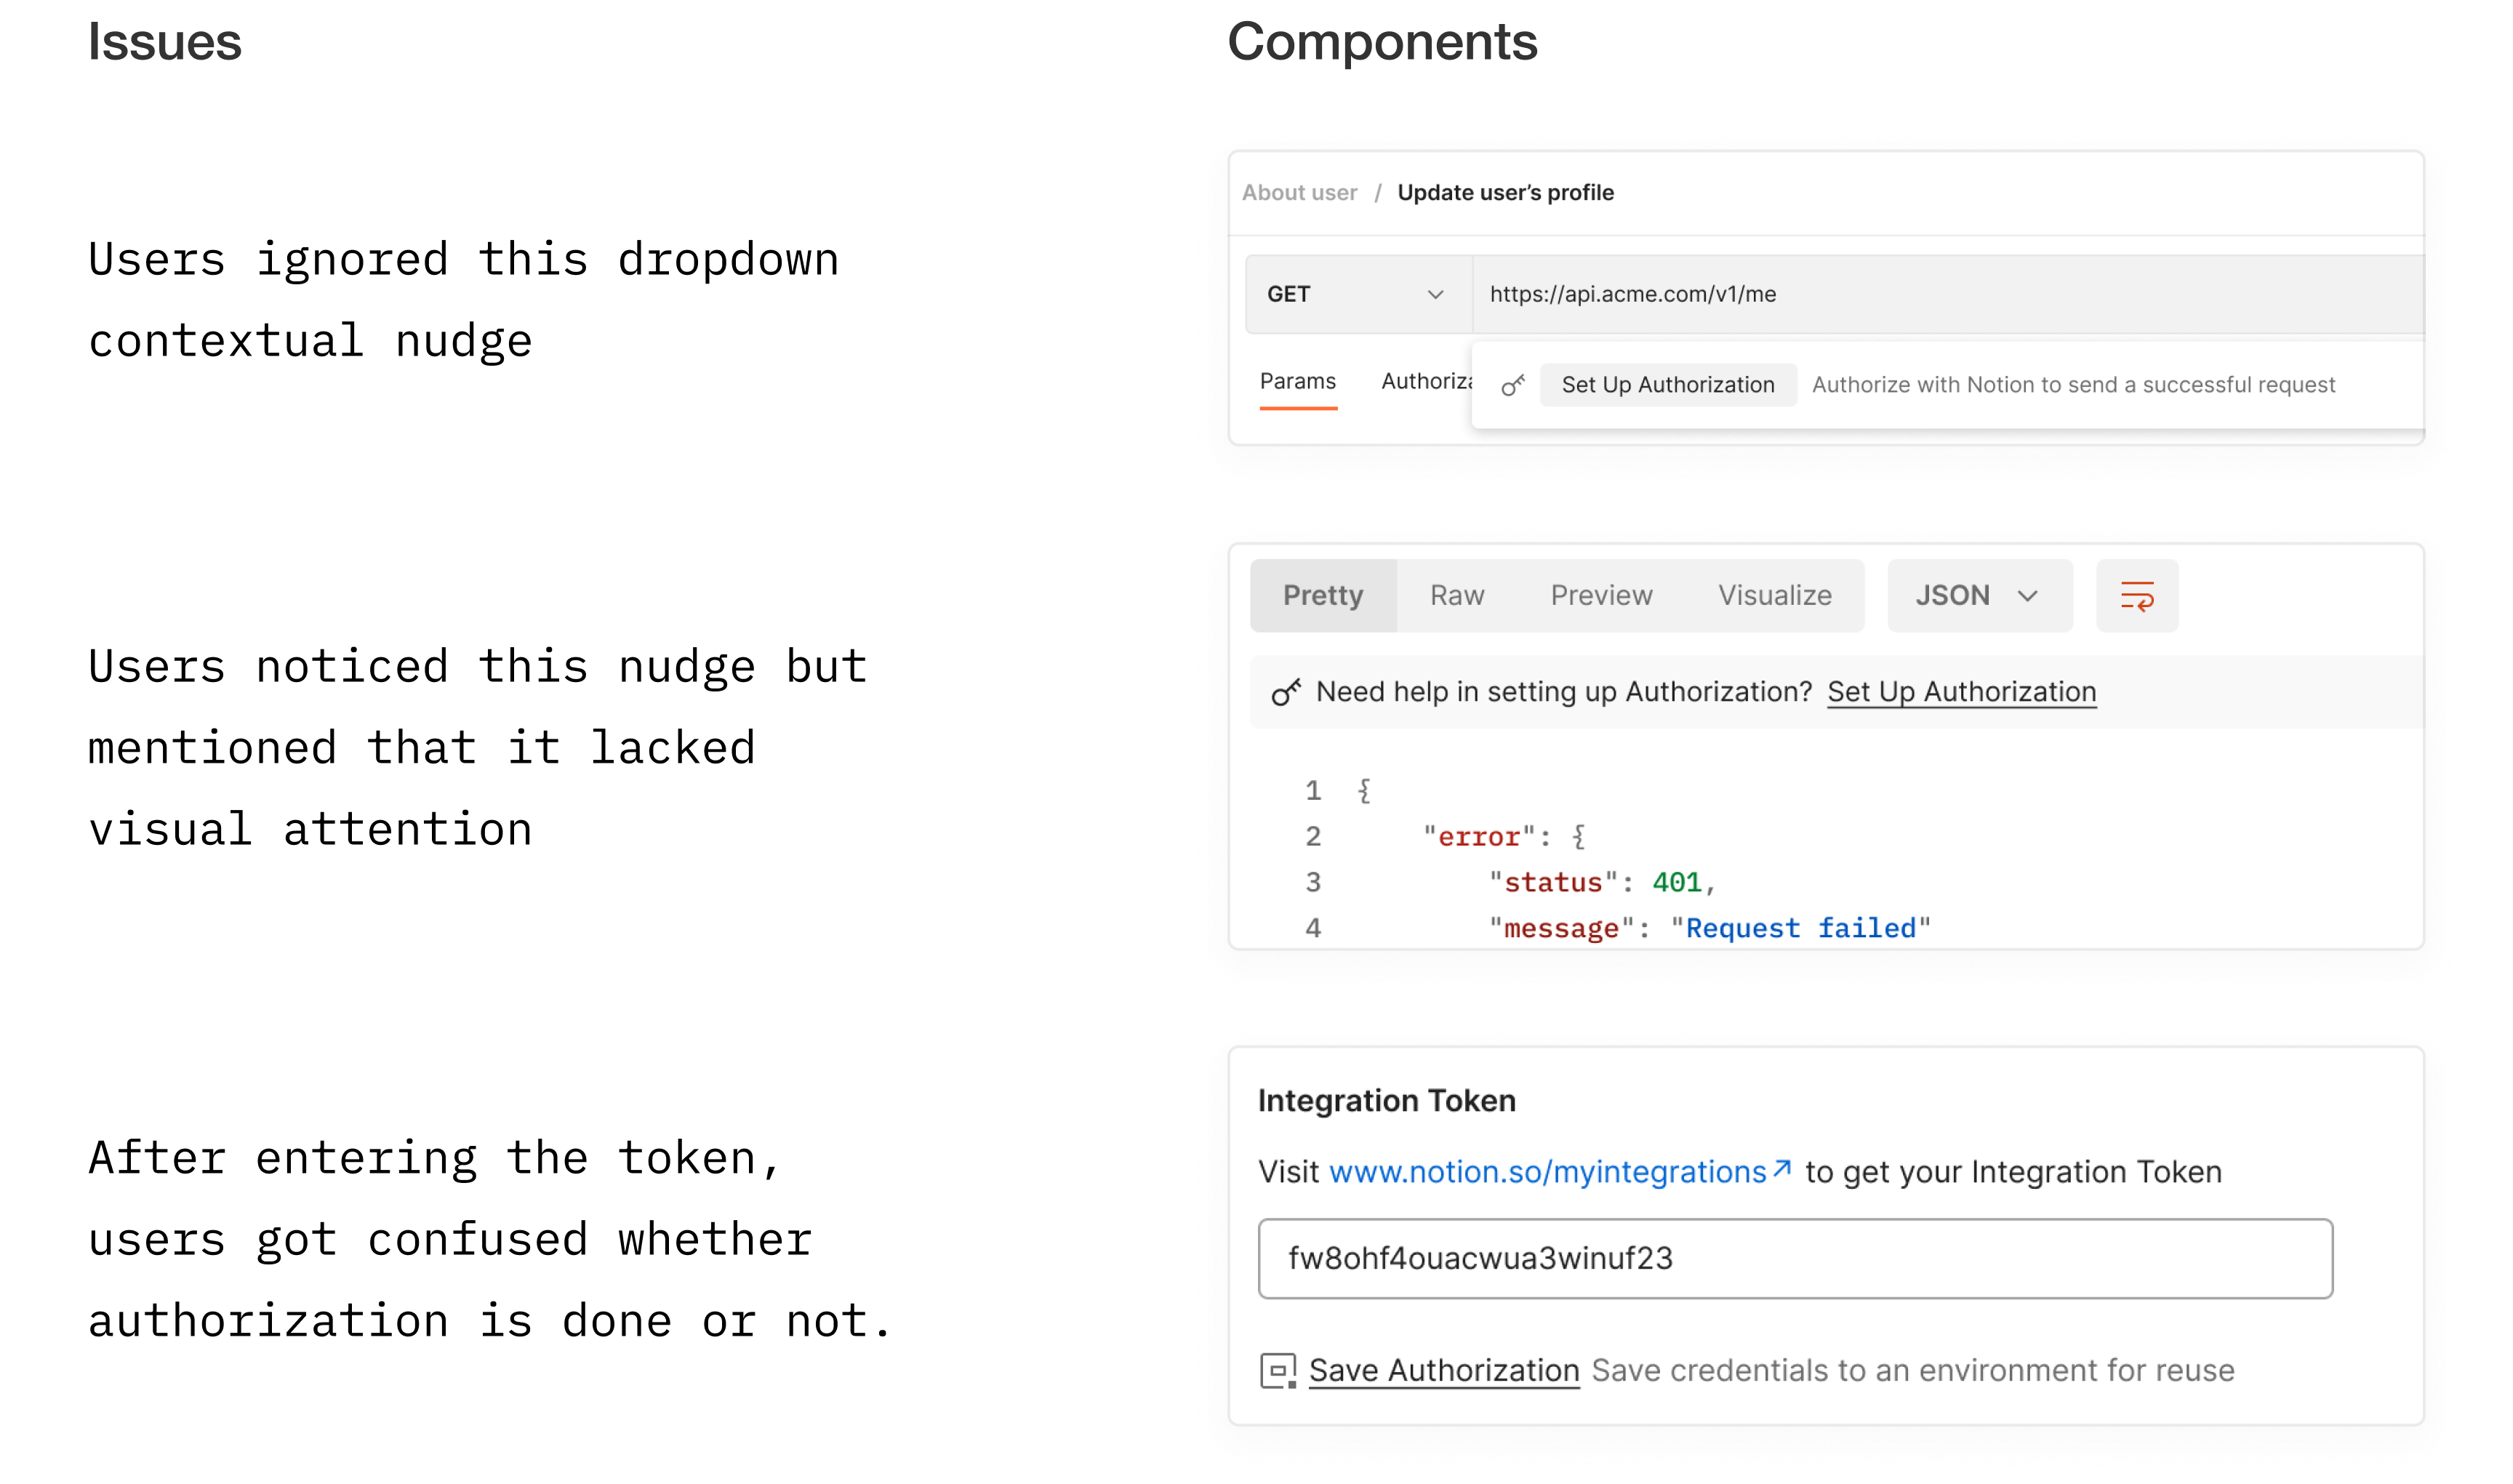 Issues
Components
Users ignored this dropdown
contextual nudge
About user / Update user’s profile
GET https://api.acme.com/v1/me
Params Authoriza
Set Up Authorization Authorize with Notion to send a successful request
Users noticed this nudge but
mentioned that it lacked
visual attention
Pretty Raw Preview Visualize JSON
Need help in setting up Authorization? Set Up Authorization
1 {
2 "error": {
3 "status": 401,
4 "message": "Request failed"
After entering the token,
users got confused whether
authorization is done or not.
Integration Token
Visit www.notion.so/myintegrations↗ to get your Integration Token
fw8ohf4ouacwua3winuf23
Save Authorization Save credentials to an environment for reuse